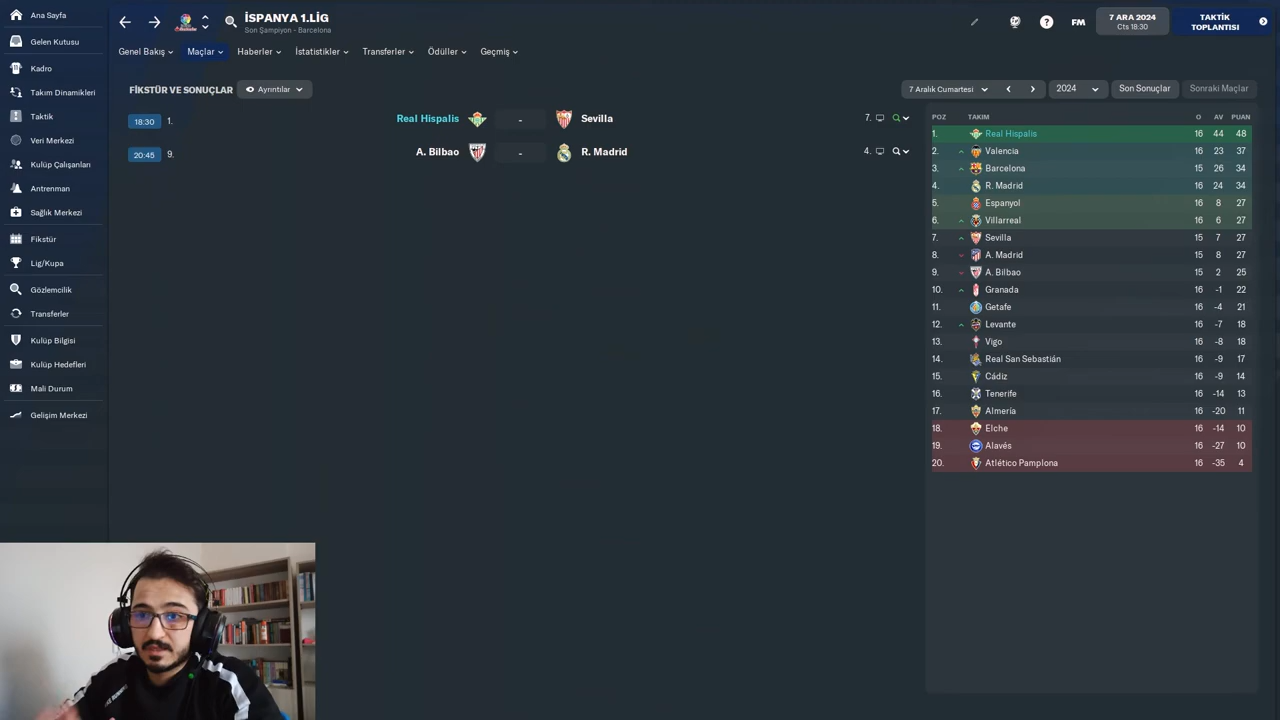 Ana Sayfa
Gelen Kutusu
Kadro
Takım Dinamikleri
Taktik
Veri Merkezi
Kulüp Çalışanları
Antrenman
Sağlık Merkezi
Fikstür
Lig/Kupa
Gözlemcilik
Transferler
Kulüp Bilgisi
Kulüp Hedefleri
Mali Durum
Gelişim Merkezi
İSPANYA 1.LİG
Son Şampiyon - Barcelona
FM
7 ARA 2024
Cts 18:30
TAKTİK TOPLANTISI
Genel Bakış Maçlar Haberler İstatistikler Transferler Ödüller Geçmiş
FİKSTÜR VE SONUÇLAR Ayrıntılar
7 Aralık Cumartesi 2024 Son Sonuçlar Sonraki Maçlar
18:30 1. Real Hispalis - Sevilla 7.
20:45 9. A. Bilbao - R. Madrid 4.
POZ TAKIM O AV PUAN
1. Real Hispalis 16 44 48
2. Valencia 16 23 37
3. Barcelona 15 26 34
4. R. Madrid 16 24 34
5. Espanyol 16 8 27
6. Villarreal 16 6 27
7. Sevilla 15 7 27
8. A. Madrid 15 8 27
9. A. Bilbao 15 2 25
10. Granada 16 -1 22
11. Getafe 16 -4 21
12. Levante 16 -7 18
13. Vigo 16 -8 18
14. Real San Sebastián 16 -9 17
15. Cádiz 16 -9 14
16. Tenerife 16 -14 13
17. Almeria 16 -20 11
18. Elche 16 -14 10
19. Alavés 16 -27 10
20. Atlético Pamplona 16 -35 4